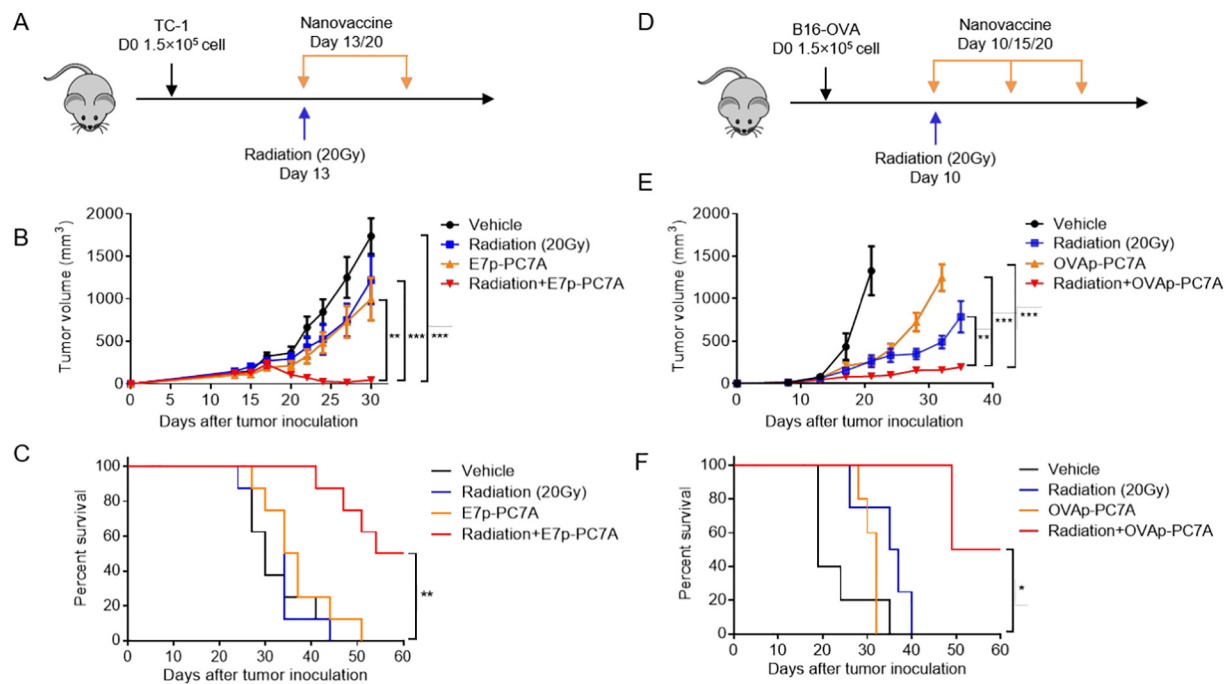 A
TC-1
D0 1.5×10⁵ cell
Nanovaccine
Day 13/20
Radiation (20Gy)
Day 13
D
B16-OVA
D0 1.5×10⁵ cell
Nanovaccine
Day 10/15/20
Radiation (20Gy)
Day 10
B
Tumor volume (mm³)
2000
1500
1000
500
0
0 5 10 15 20 25 30
Days after tumor inoculation
Vehicle
Radiation (20Gy)
E7p-PC7A
Radiation+E7p-PC7A
** *** ***
E
Tumor volume (mm³)
2000
1500
1000
500
0
0 10 20 30 40
Days after tumor inoculation
Vehicle
Radiation (20Gy)
OVAp-PC7A
Radiation+OVAp-PC7A
** *** ***
C
Percent survival
100
80
60
40
20
0
0 10 20 30 40 50 60
Days after tumor inoculation
Vehicle
Radiation (20Gy)
E7p-PC7A
Radiation+E7p-PC7A
**
F
Percent survival
100
80
60
40
20
0
0 10 20 30 40 50 60
Days after tumor inoculation
Vehicle
Radiation (20Gy)
OVAp-PC7A
Radiation+OVAp-PC7A
*